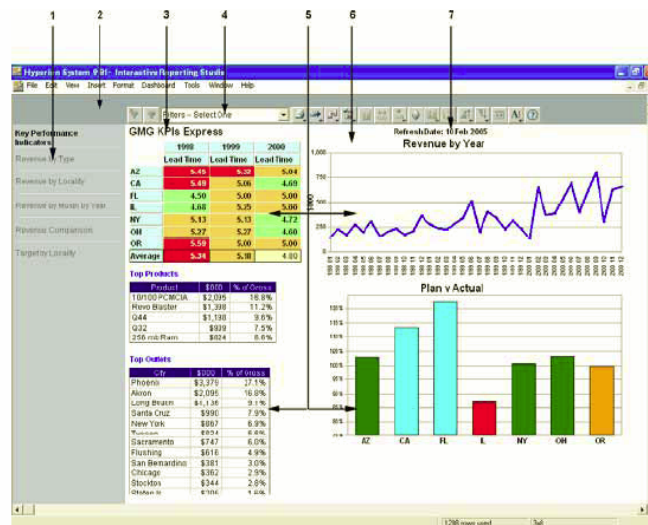 1 2 3 4 5 6 7
Hyperion System 9 BI+ Interactive Reporting Studio
File Edit View Insert Format Dashboard Tools Window Help
Filters - Select One
Key Performance
Indicators
Revenue by Type
Revenue by Locality
Revenue by Month by Year
Revenue Comparison
Target by Locality
GMG KPIs Express
1998 1999 2000
Lead Time Lead Time Lead Time
AZ 5.45 5.32 5.04
CA 5.49 5.06 4.69
FL 4.50 5.00 5.00
IL 4.68 5.25 5.00
NY 5.13 5.13 4.72
OH 5.27 5.27 4.60
OR 5.50 5.00 5.00
Average 5.34 5.18 4.80
Top Products
Product $000 % of Gross
10/100 PCMCIA $2,095 16.8%
Revo Blaster $1,398 11.2%
Q44 $1,198 9.6%
Q32 $939 7.5%
256 mb Ram $824 6.6%
Top Outlets
City $000 % of Gross
Phoenix $3,379 27.1%
Akron $2,095 16.8%
Long Beach $1,136 9.1%
Santa Cruz $990 7.9%
New York $867 6.9%
Sacramento $747 6.0%
Flushing $616 4.9%
San Bernardino $381 3.0%
Chicago $362 2.9%
Stockton $344 2.8%
Refresh Date: 10 Feb 2005
Revenue by Year
1,000
750
500
250
0
$000
Plan v Actual
AZ CA FL IL NY OH OR